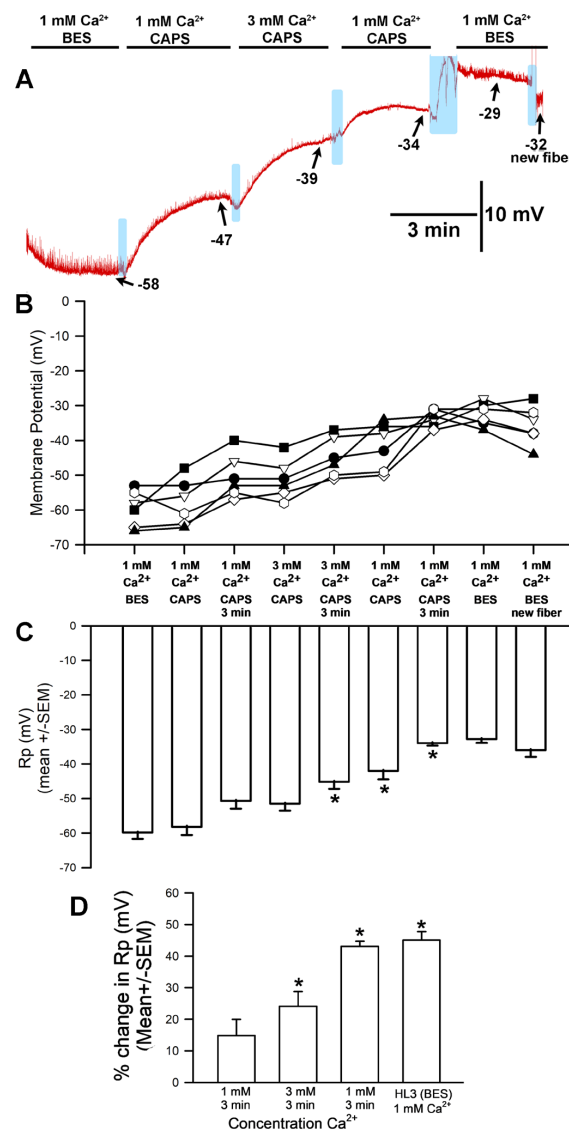 1 mM Ca²⁺ 1 mM Ca²⁺ 3 mM Ca²⁺ 1 mM Ca²⁺ 1 mM Ca²⁺
BES CAPS CAPS CAPS BES
A
-58
-47
-39
-34
-29
-32
new fiber
3 min
10 mV
B
Membrane Potential (mV)
0
-10
-20
-30
-40
-50
-60
-70
1 mM 1 mM 1 mM 3 mM 3 mM 1 mM 1 mM 1 mM 1 mM
Ca²⁺ Ca²⁺ Ca²⁺ Ca²⁺ Ca²⁺ Ca²⁺ Ca²⁺ Ca²⁺ Ca²⁺
BES CAPS CAPS CAPS CAPS CAPS CAPS BES BES
3 min 3 min 3 min new fiber
C
Rp (mV)
(mean +/-SEM)
0
-10
-20
-30
-40
-50
-60
-70
* * *
D
% change in Rp (mV)
(Mean+/-SEM)
60
50
40
30
20
10
0
* * *
1 mM 3 mM 1 mM HL3 (BES)
3 min 3 min 3 min 1 mM Ca²⁺
Concentration Ca²⁺